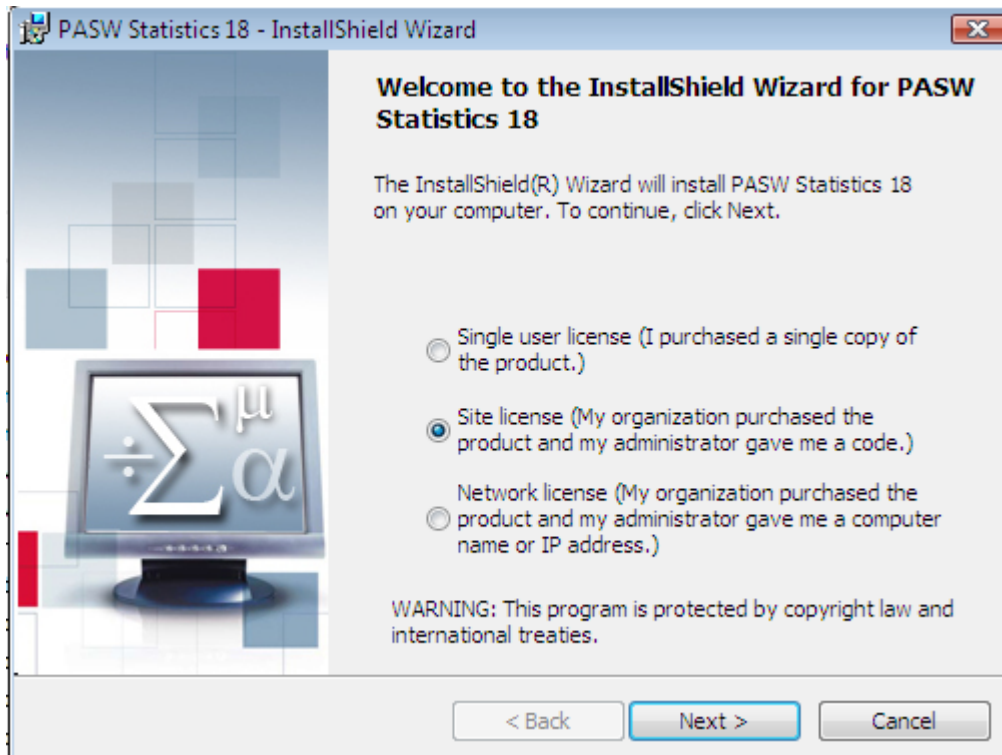 PASW Statistics 18 - InstallShield Wizard
Welcome to the InstallShield Wizard for PASW
Statistics 18
The InstallShield(R) Wizard will install PASW Statistics 18
on your computer. To continue, click Next.
Single user license (I purchased a single copy of
the product.)
Site license (My organization purchased the
product and my administrator gave me a code.)
Network license (My organization purchased the
product and my administrator gave me a computer
name or IP address.)
÷Σμα
WARNING: This program is protected by copyright law and
international treaties.
< Back
Next >
Cancel